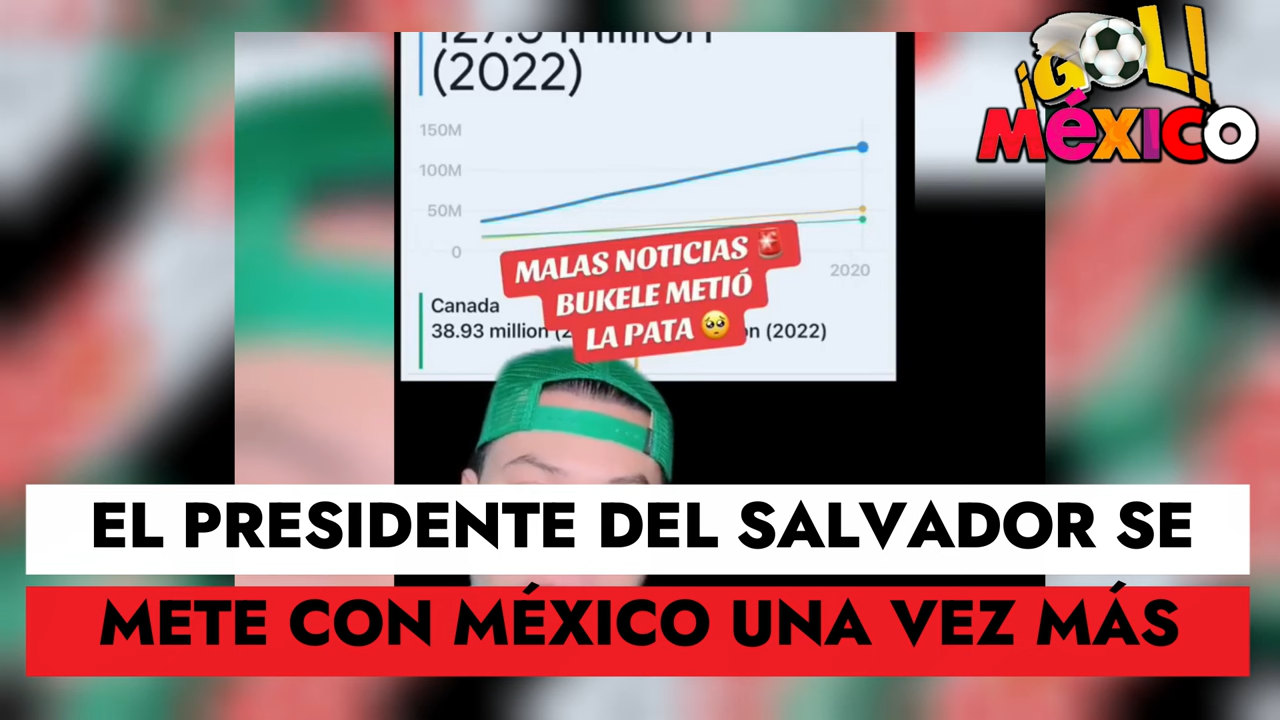 (2022)
¡GOL!
MÉXICO
150M
100M
50M
0
2020
MALAS NOTICIAS
BUKELE METIÓ
LA PATA
Canada
38.93 million
(2022)
EL PRESIDENTE DEL SALVADOR SE
METE CON MÉXICO UNA VEZ MÁS